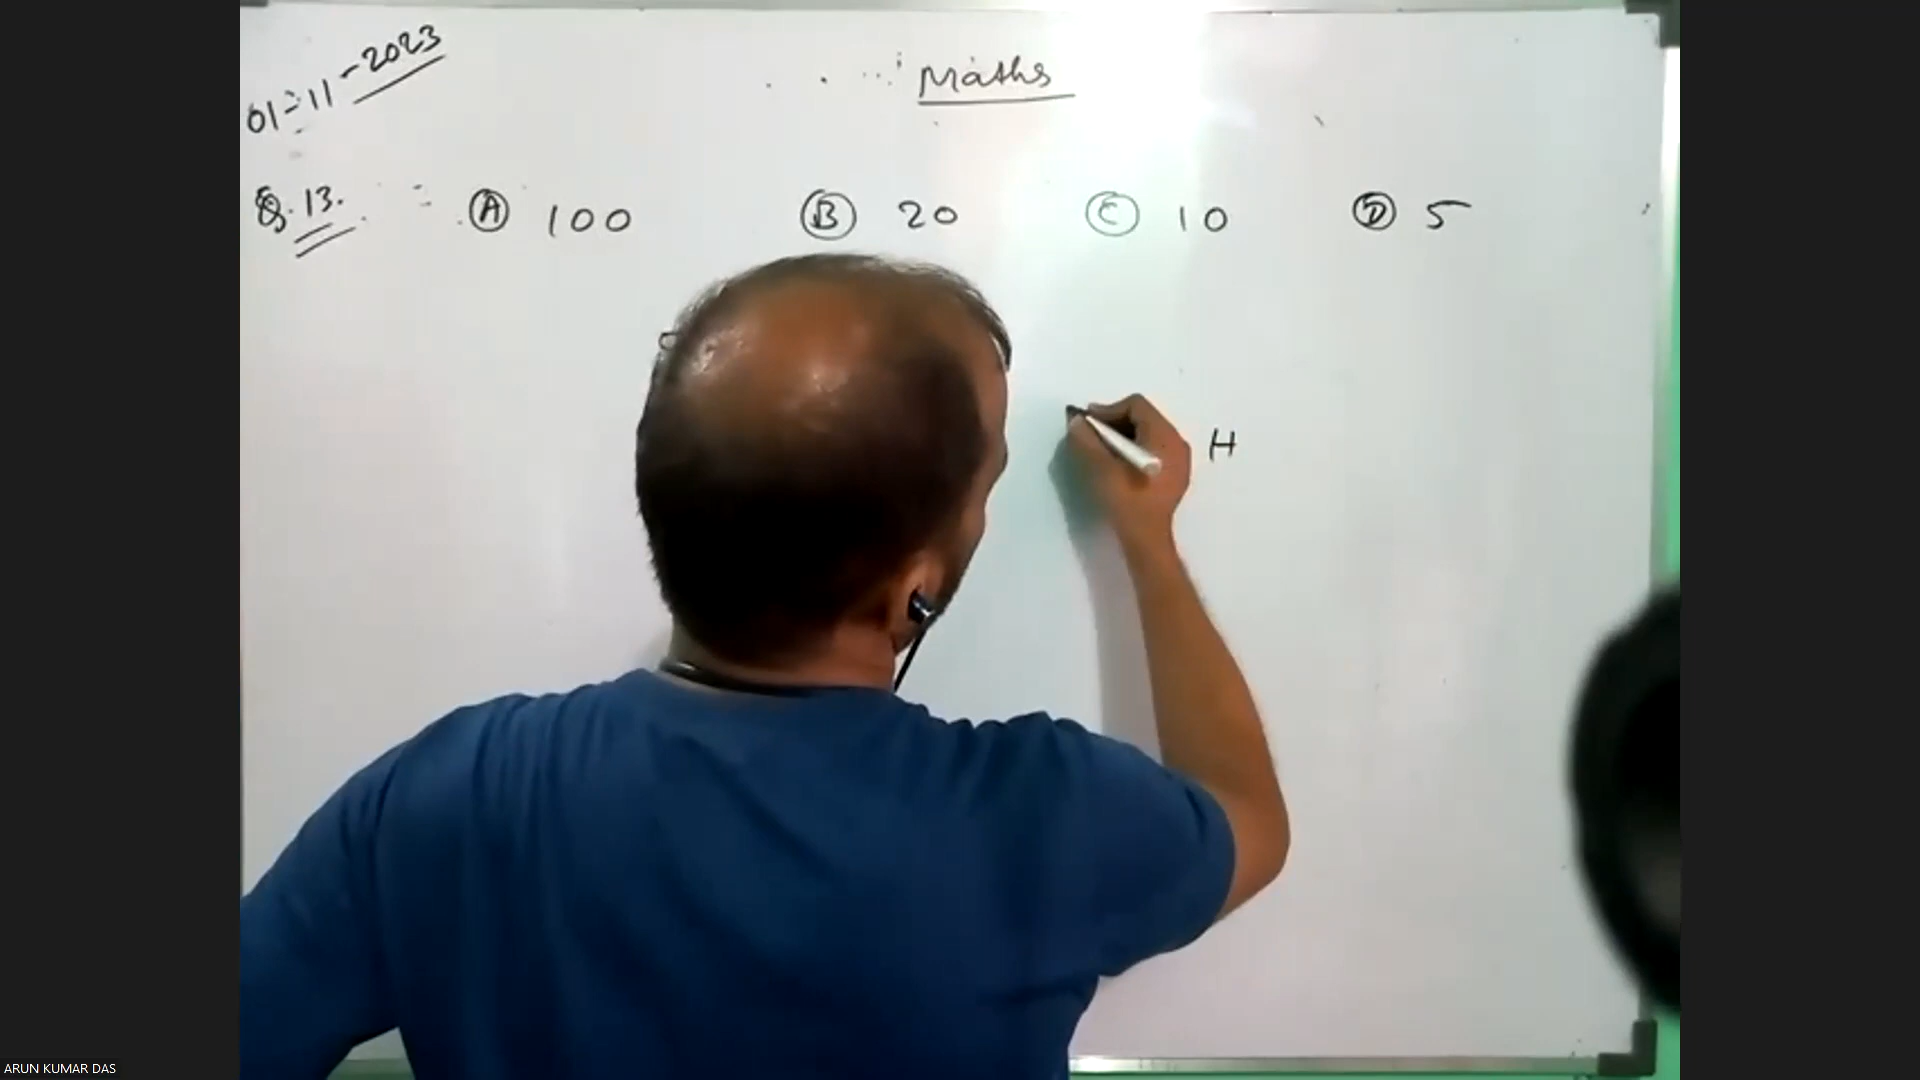 01-11-2023
Maths
Q.13. A 100 B 20 C 10 D 5
H
ARUN KUMAR DAS